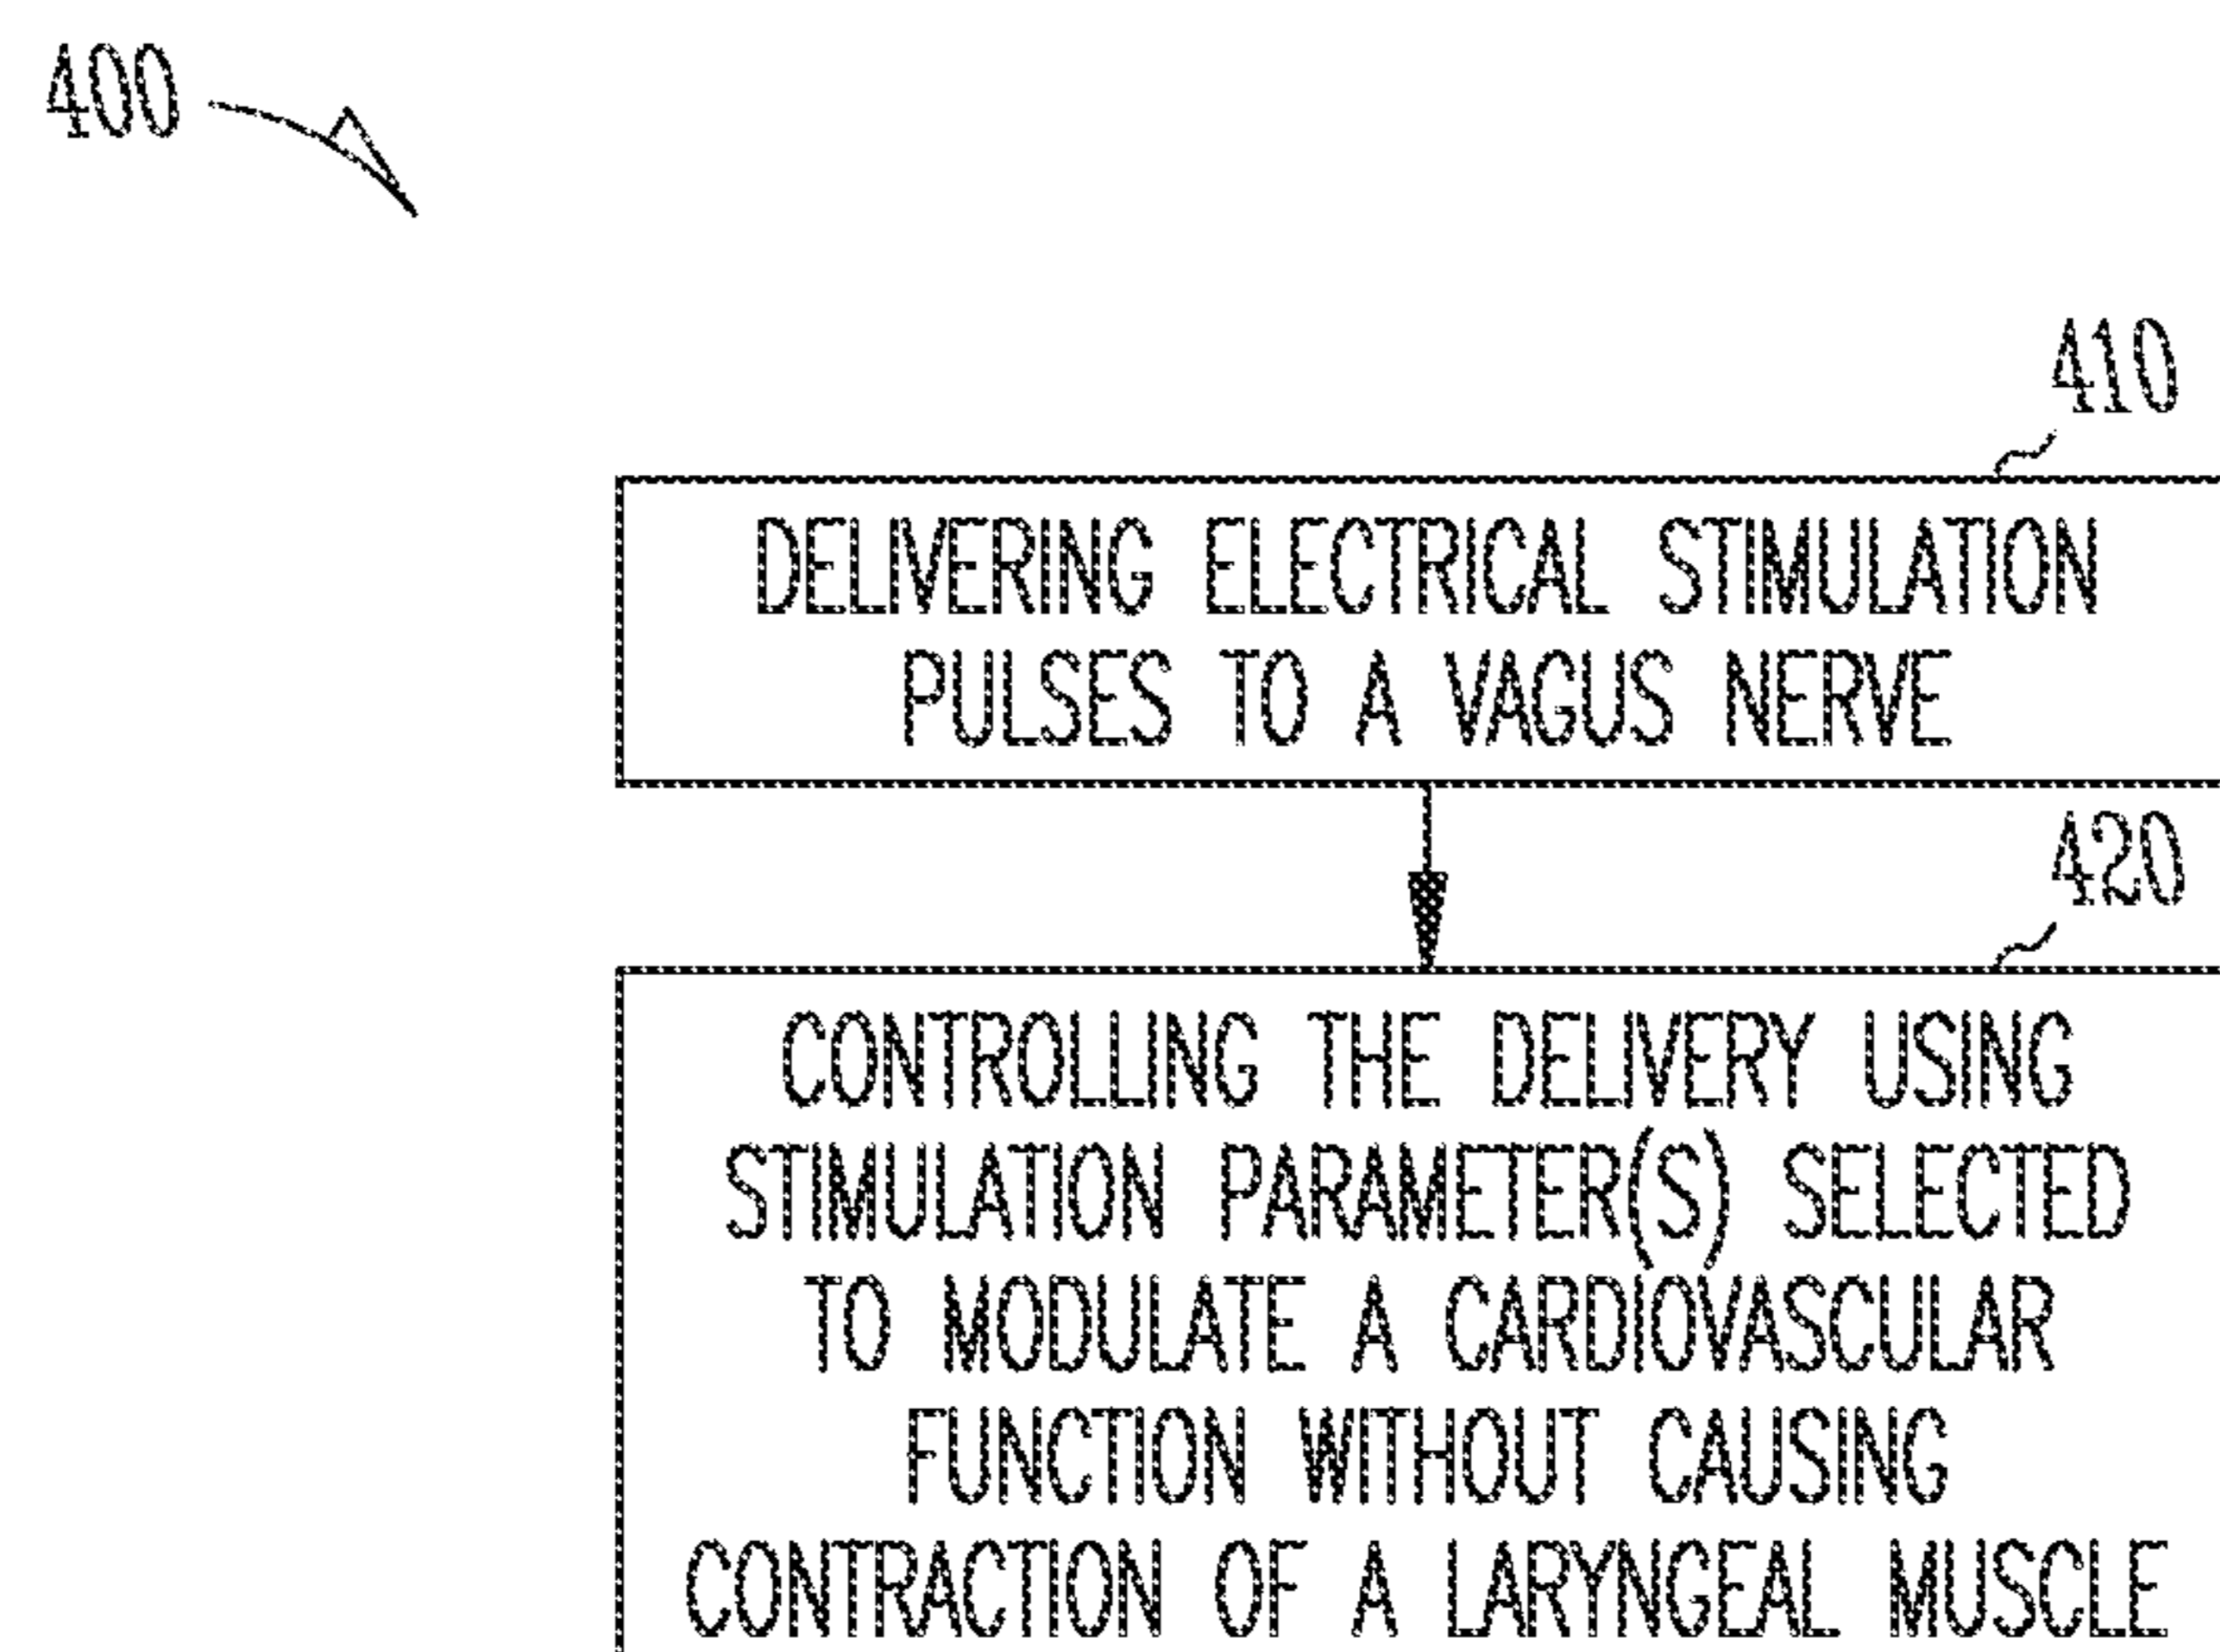 400
410
DELIVERING ELECTRICAL STIMULATION
PULSES TO A VAGUS NERVE
420
CONTROLLING THE DELIVERY USING
STIMULATION PARAMETER(S) SELECTED
TO MODULATE A CARDIOVASCULAR
FUNCTION WITHOUT CAUSING
CONTRACTION OF A LARYNGEAL MUSCLE